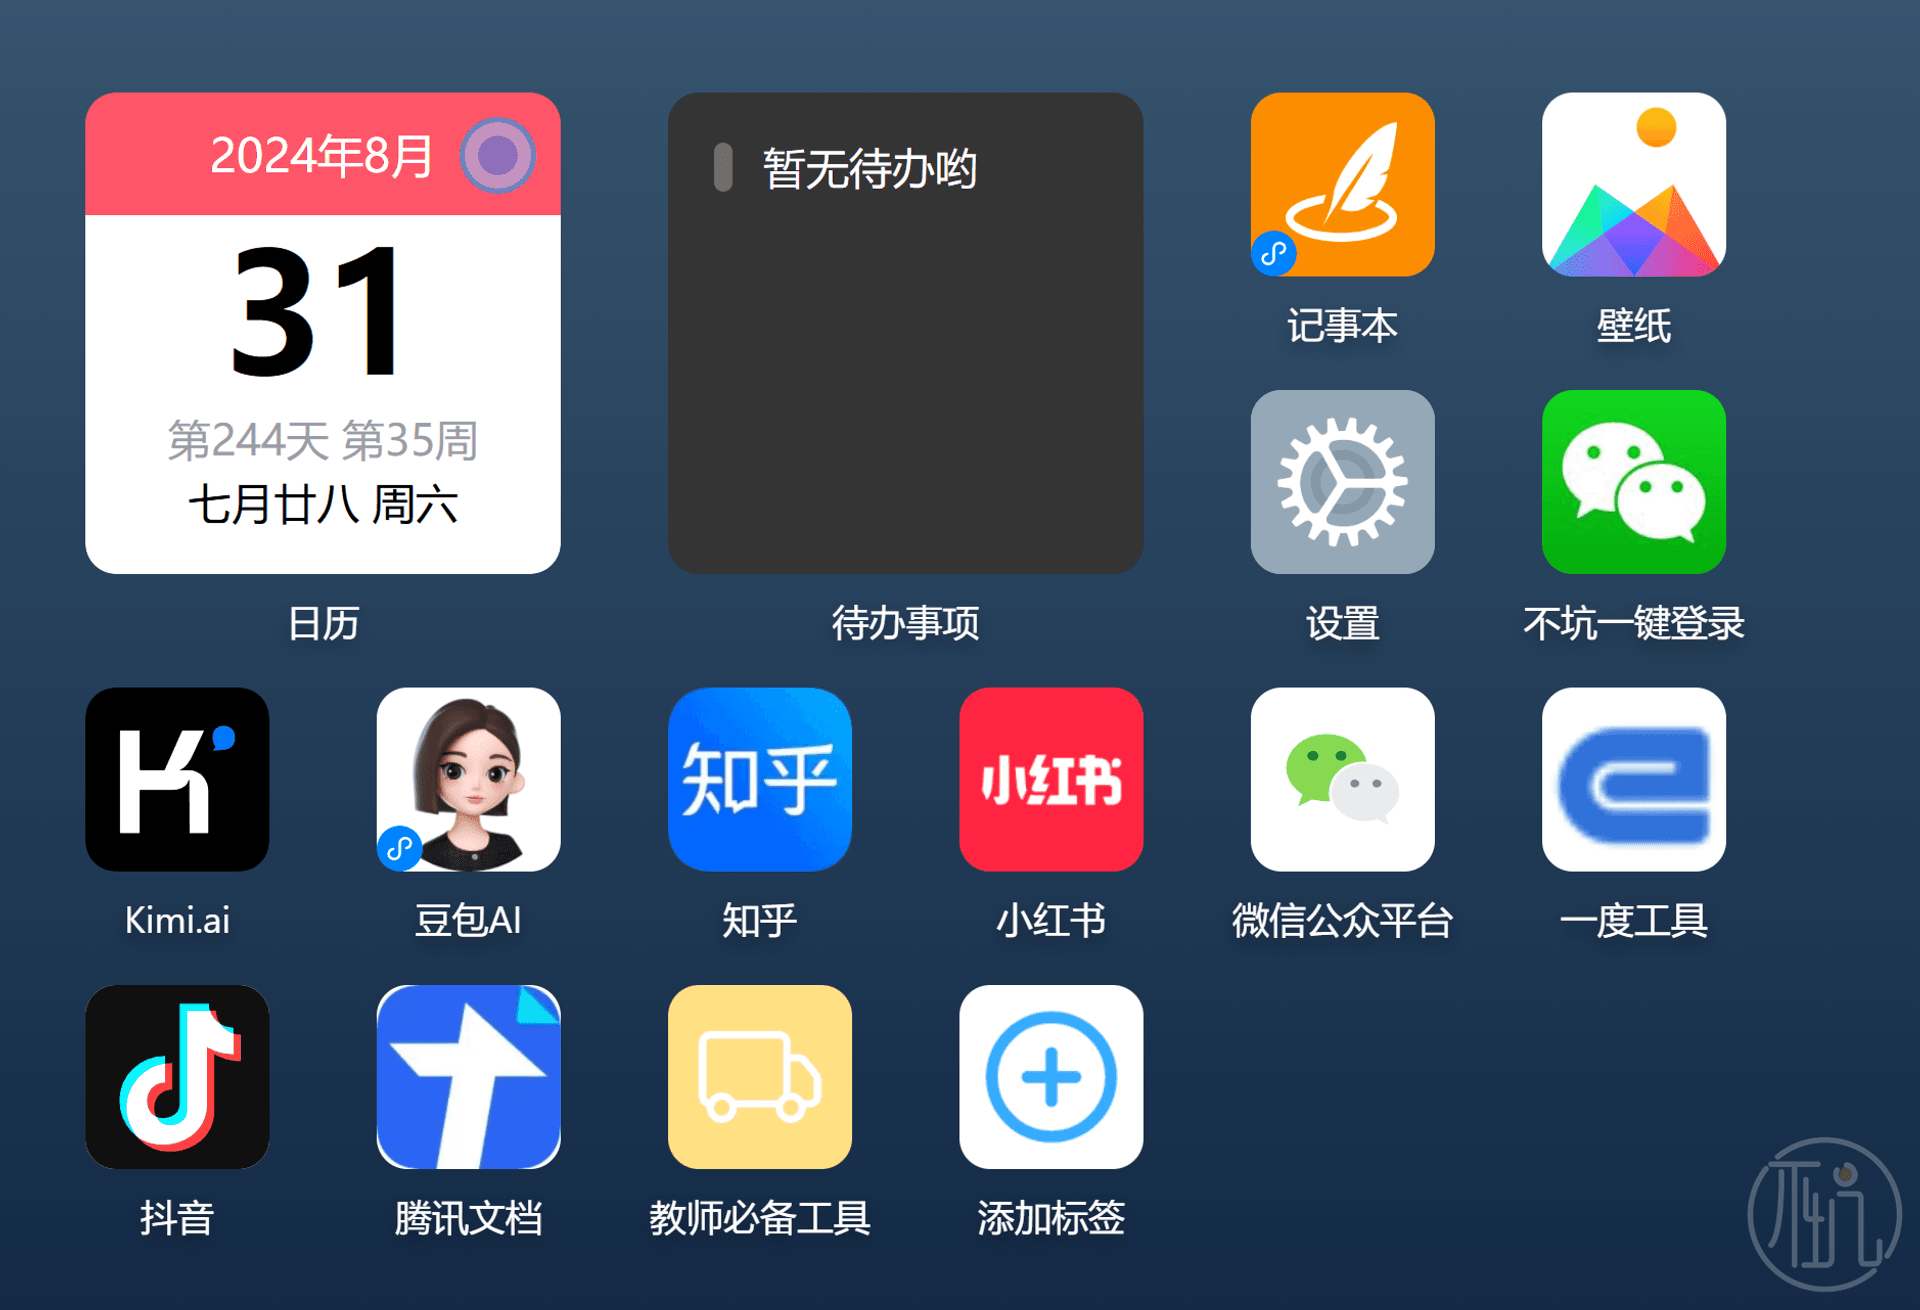 2024年8月
31
第244天 第35周
七月廿八 周六
日历
暂无待办哟
待办事项
记事本
壁纸
设置
不坑一键登录
Kimi.ai
豆包AI
知乎
知乎
小红书
小红书
微信公众平台
一度工具
抖音
腾讯文档
教师必备工具
添加标签
不坑